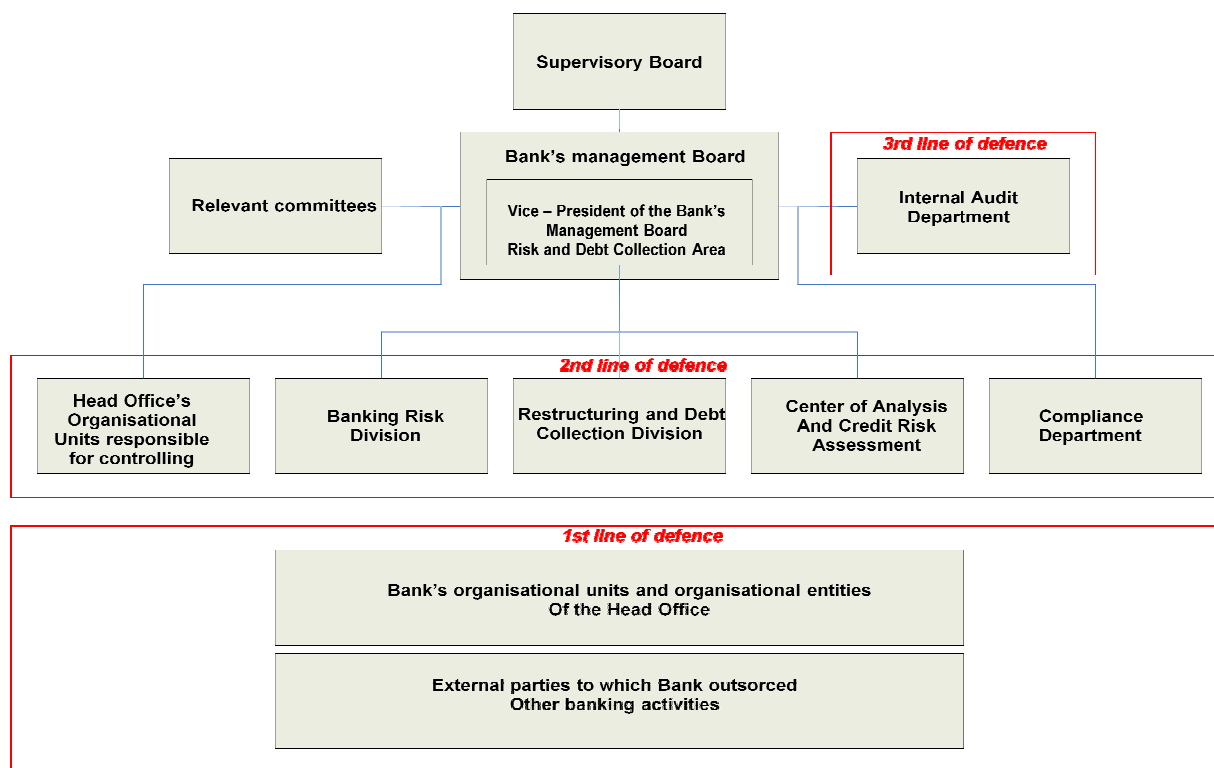 Supervisory Board
Bank's management Board
Vice – President of the Bank's
Management Board
Risk and Debt Collection Area
Relevant committees
3rd line of defence
Internal Audit
Department
2nd line of defence
Head Office's
Organisational
Units responsible
for controlling
Banking Risk
Division
Restructuring and Debt
Collection Division
Center of Analysis
And Credit Risk
Assessment
Compliance
Department
1st line of defence
Bank's organisational units and organisational entities
Of the Head Office
External parties to which Bank outsorced
Other banking activities